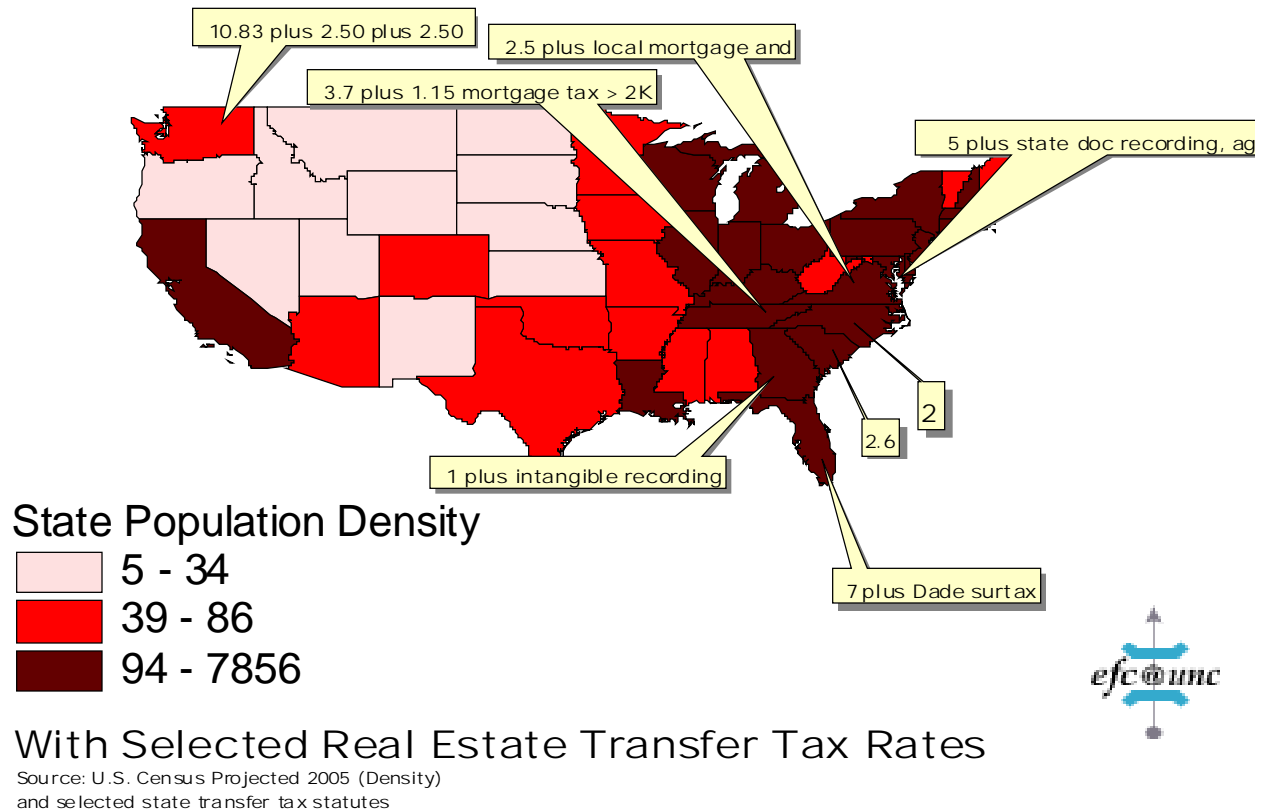 10.83 plus 2.50 plus 2.50
2.5 plus local mortgage and
3.7 plus 1.15 mortgage tax > 2K
5 plus state doc recording, ag
2
2.6
1 plus intangible recording
7 plus Dade surtax
State Population Density
5 - 34
39 - 86
94 - 7856
efc@unc
With Selected Real Estate Transfer Tax Rates
Source: U.S. Census Projected 2005 (Density)
and selected state transfer tax statutes